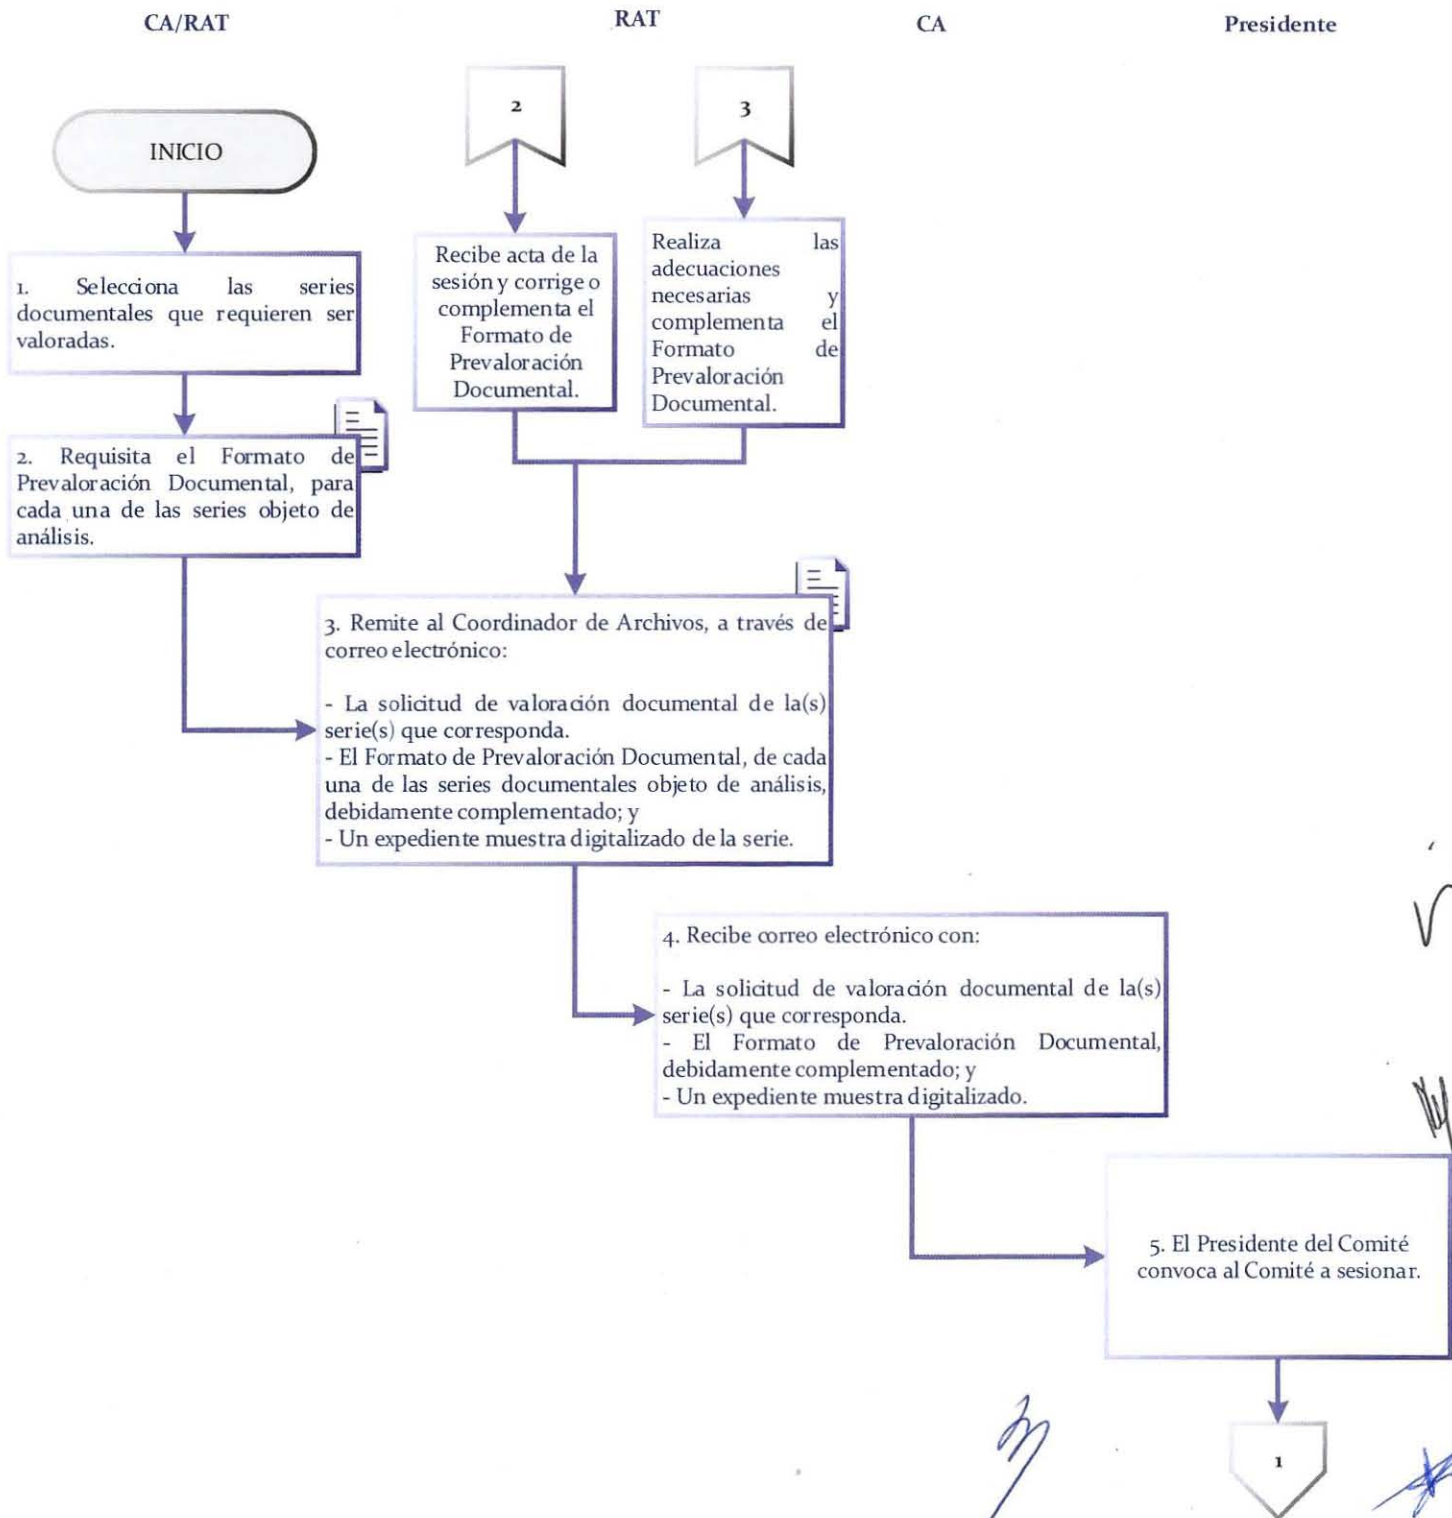 CA/RAT
RAT
CA
Presidente
INICIO
2
3
1. Selecciona las series
documentales que requieren ser
valoradas.
Recibe acta de la
sesión y corrige o
complementa el
Formato de
Prevaloración
Documental.
Realiza las
adecuaciones
necesarias y
complementa el
Formato de
Prevaloración
Documental.
2. Requisita el Formato de
Prevaloración Documental, para
cada una de las series objeto de
análisis.
3. Remite al Coordinador de Archivos, a través de
correo electrónico:
- La solicitud de valoración documental de la(s)
serie(s) que corresponda.
- El Formato de Prevaloración Documental, de cada
una de las series documentales objeto de análisis,
debidamente complementado; y
- Un expediente muestra digitalizado de la serie.
4. Recibe correo electrónico con:
- La solicitud de valoración documental de la(s)
serie(s) que corresponda.
- El Formato de Prevaloración Documental,
debidamente complementado; y
- Un expediente muestra digitalizado.
5. El Presidente del Comité
convoca al Comité a sesionar.
1